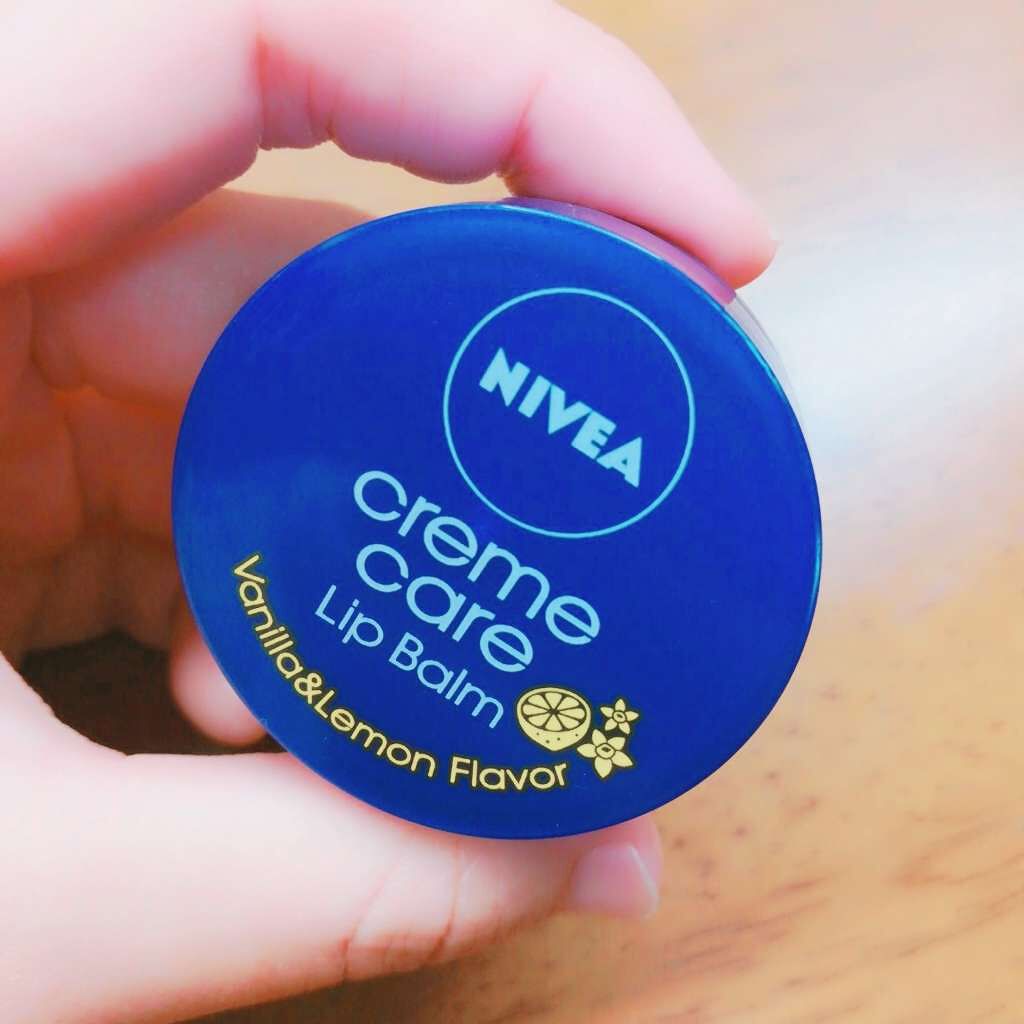 NIVEA
creme
care
Lip Balm
Vanilla&Lemon Flavor